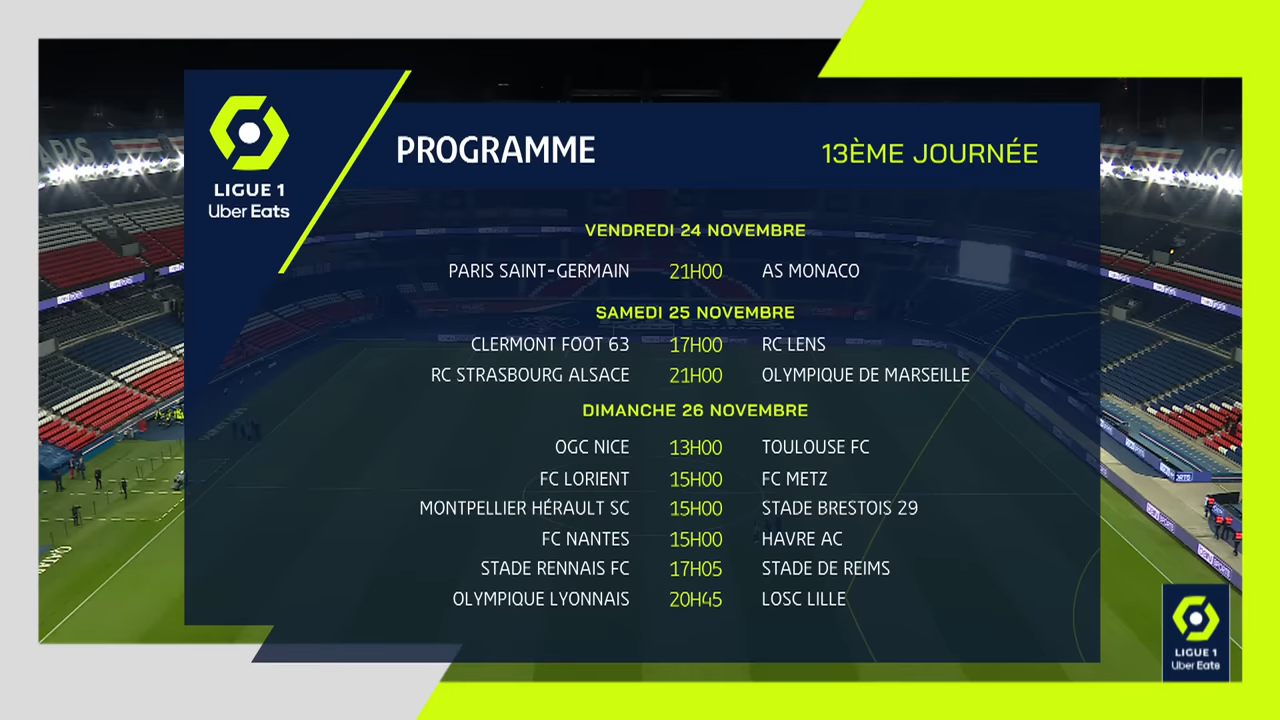 LIGUE 1
Uber Eats
PROGRAMME 13ÈME JOURNÉE
VENDREDI 24 NOVEMBRE
PARIS SAINT-GERMAIN 21H00 AS MONACO
SAMEDI 25 NOVEMBRE
CLERMONT FOOT 63 17H00 RC LENS
RC STRASBOURG ALSACE 21H00 OLYMPIQUE DE MARSEILLE
DIMANCHE 26 NOVEMBRE
OGC NICE 13H00 TOULOUSE FC
FC LORIENT 15H00 FC METZ
MONTPELLIER HÉRAULT SC 15H00 STADE BRESTOIS 29
FC NANTES 15H00 HAVRE AC
STADE RENNAIS FC 17H05 STADE DE REIMS
OLYMPIQUE LYONNAIS 20H45 LOSC LILLE
LIGUE 1
Uber Eats
PARIS